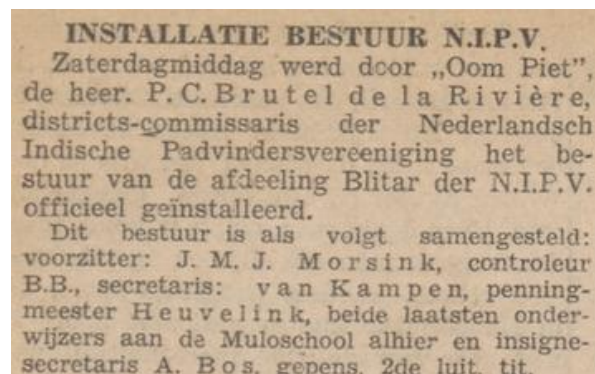 INSTALLATIE BESTUUR N.I.P.V.
Zaterdagmiddag werd door „Oom Piet”,
de heer. P. C. Brutel de la Rivière,
districts-commissaris der Nederlandsch
Indische Padvindersvereeniging het be-
stuur van de afdeeling Blitar der N.I.P.V.
officieel geïnstalleerd.
Dit bestuur is als volgt samengesteld:
voorzitter: J. M. J. Morsink, controleur
B.B., secretaris: van Kampen, penning-
meester Heuvelink, beide laatsten onder-
wijzers aan de Muloschool alhier en insigne-
secretaris A. Bos, gepens. 2de luit. tit.